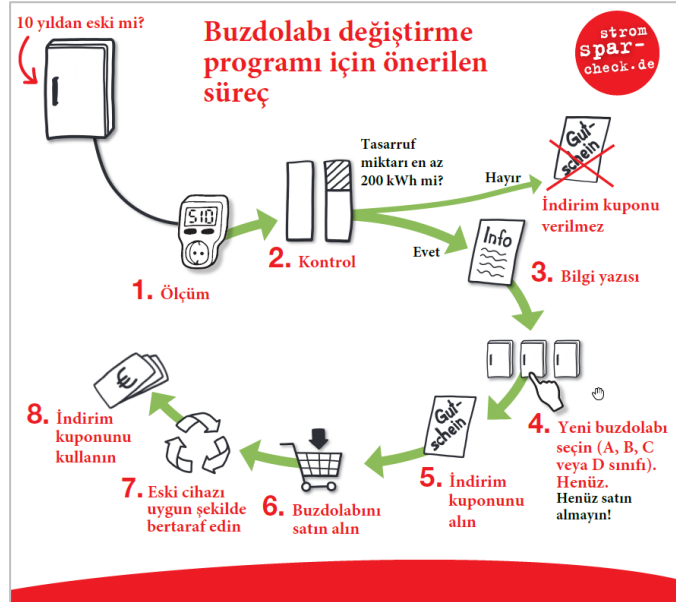 10 yıldan eski mi?
Buzdolabı değiştirme
programı için önerilen
süreç
strom
spar-
check.de
510
Tasarruf
miktarı en az
200 kWh mi?
Hayır
Evet
Gut-
schein
İndirim kuponu
verilmez
1. Ölçüm
2. Kontrol
Info
3. Bilgi yazısı
4. Yeni buzdolabı
seçin (A, B, C
veya D sınıfı).
Henüz.
Henüz satın
almayın!
Gut-
schein
5. İndirim
kuponunu
alın
6. Buzdolabını
satın alın
7. Eski cihazı
uygun şekilde
bertaraf edin
€
8. İndirim
kuponunu
kullanın